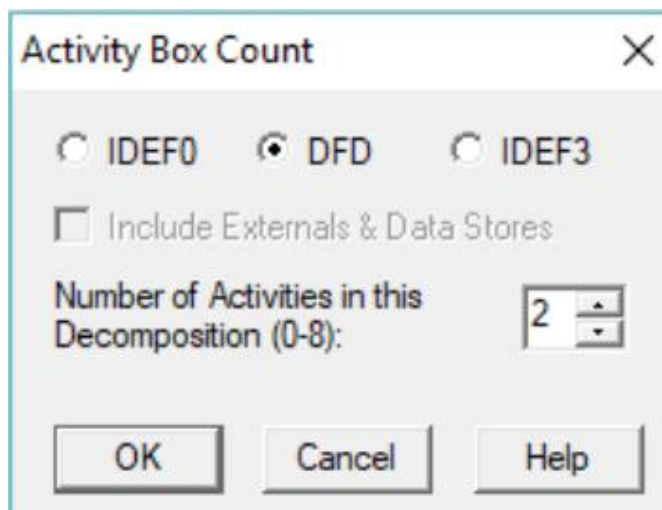 Activity Box Count
IDEF0 DFD IDEF3
Include Externals & Data Stores
Number of Activities in this
Decomposition (0-8):
2
OK Cancel Help